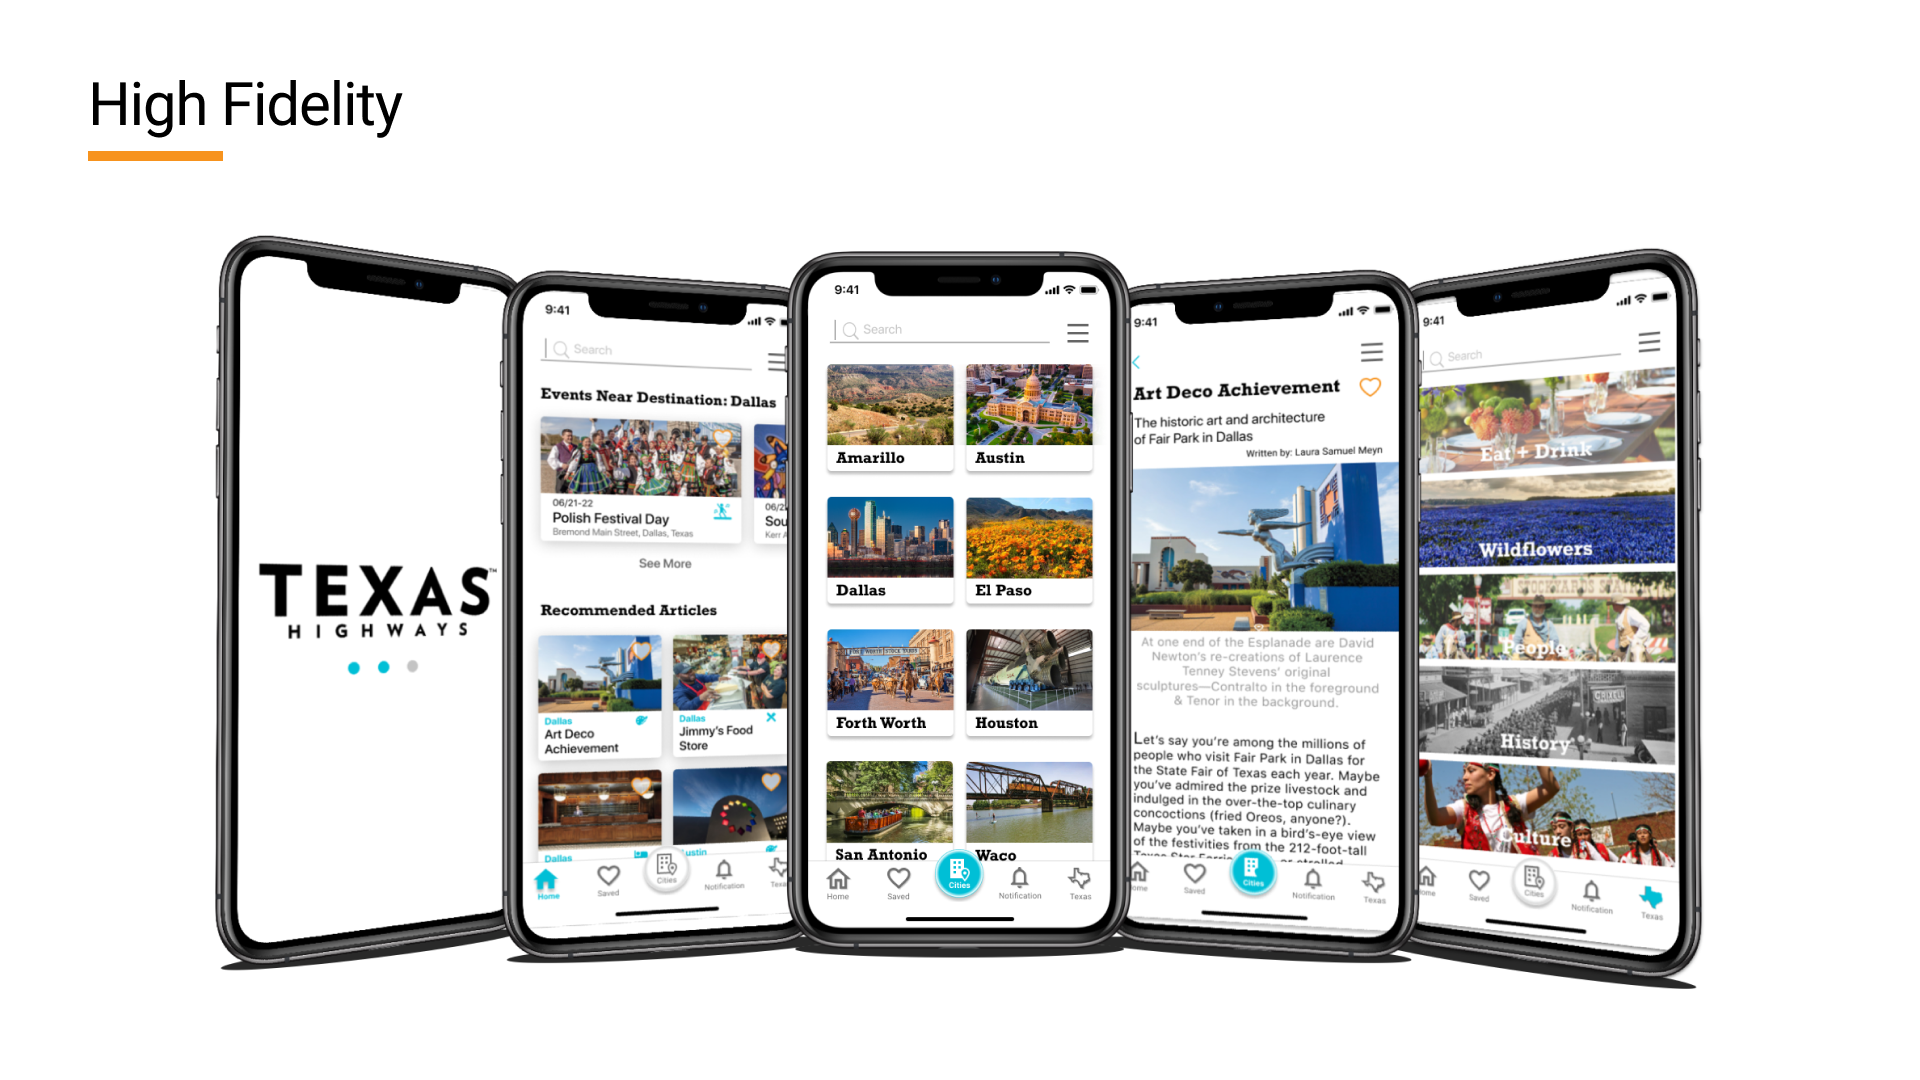 High Fidelity
TEXAS™
HIGHWAYS
9:41
Search
Events Near Destination: Dallas
06/21-22
Polish Festival Day
Bremond Main Street, Dallas, Texas
06/2
Sou
Kerr A
See More
Recommended Articles
Dallas
Art Deco
Achievement
Dallas
Jimmy's Food
Store
Dallas
ustin
Home
Saved
Cities
Notification
Texa
9:41
Search
Amarillo
Austin
Dallas
El Paso
Forth Worth
Houston
San Antonio
Waco
Home
Saved
Cities
Notification
Texas
9:41
Art Deco Achievement
The historic art and architecture
of Fair Park in Dallas
Written by: Laura Samuel Meyn
At one end of the Esplanade are David
Newton's re-creations of Laurence
Tenney Stevens' original
sculptures—Contralto in the foreground
& Tenor in the background.
Let's say you're among the millions of
people who visit Fair Park in Dallas for
the State Fair of Texas each year. Maybe
you've admired the prize livestock and
indulged in the over-the-top culinary
concoctions (fried Oreos, anyone?).
Maybe you've taken in a bird's-eye view
of the festivities from the 212-foot-tall
Texas Star Ferris or strolled
ome
Saved
Cities
Notification
Texas
9:41
Search
Eat + Drink
Wildflowers
People
History
Culture
ome
Saved
Cities
Notification
Texas